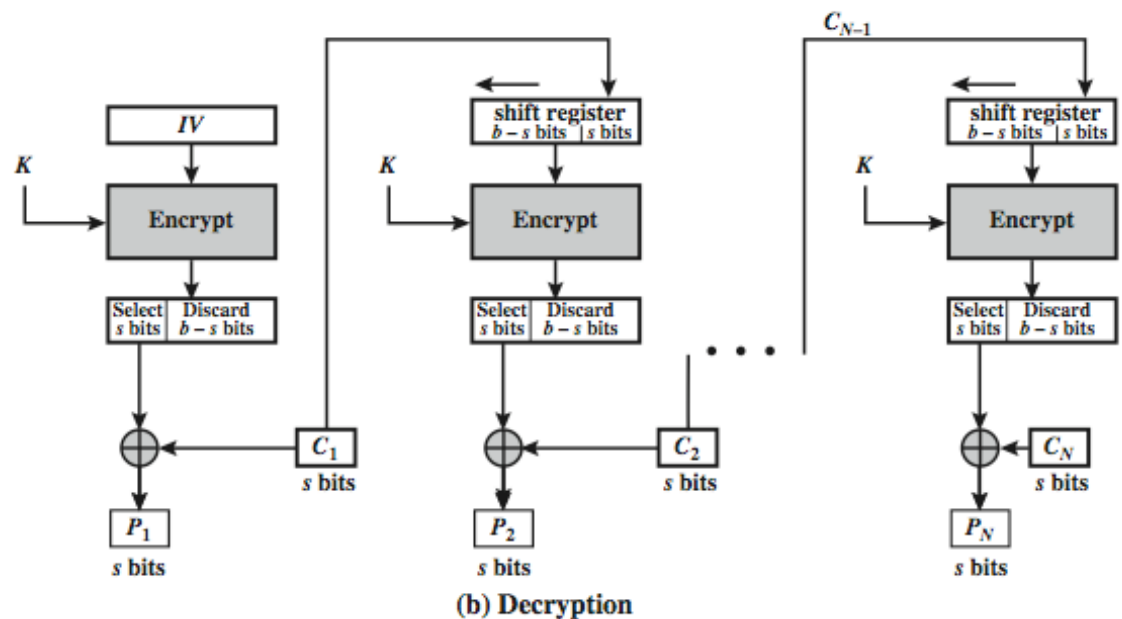 C_{N-1}
IV
shift register
b – s bits | s bits
shift register
b – s bits | s bits
K
Encrypt
K
Encrypt
K
Encrypt
Select
s bits
Discard
b – s bits
Select
s bits
Discard
b – s bits
Select
s bits
Discard
b – s bits
C_1
s bits
C_2
s bits
C_N
s bits
P_1
s bits
P_2
s bits
P_N
s bits
(b) Decryption